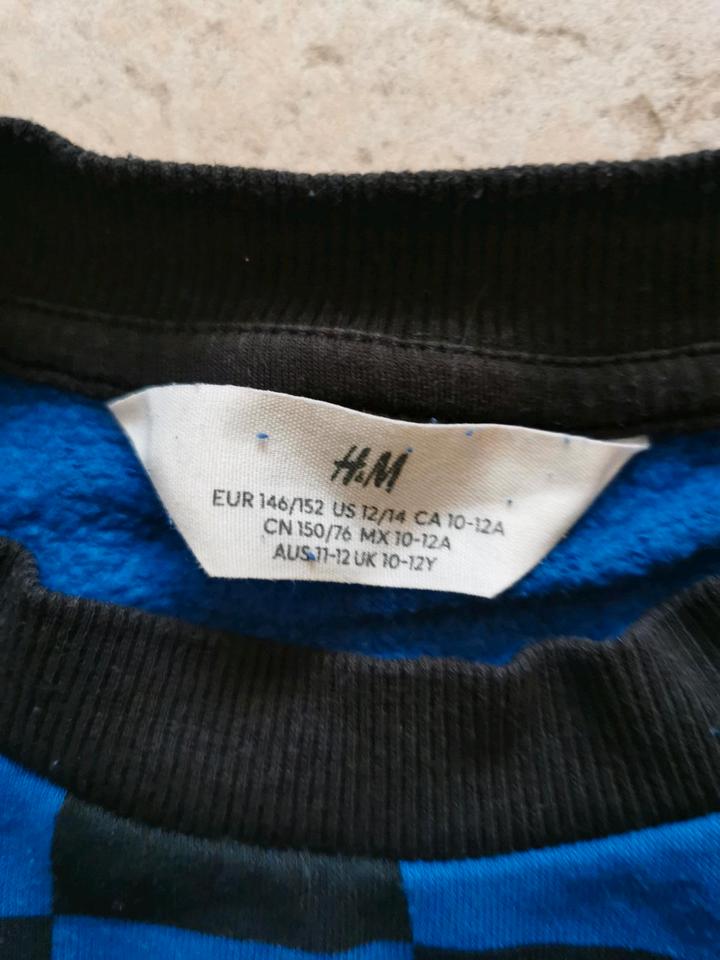 H&M
EUR 146/152 US 12/14 CA 10-12A
CN 150/76 MX 10-12A
AUS 11-12 UK 10-12Y